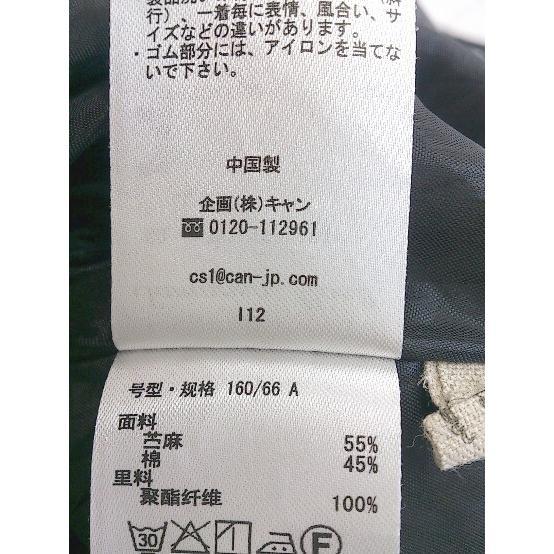 行)、一着毎に表情、風合い、サ
イズなどの違いがあります。
・ゴム部分には、アイロンを当てな
いで下さい。
中国製
企画(株)キャン
0120-112961
cs1@can-jp.com
I12
号型・规格 160/66 A
面料
苎麻 55%
棉 45%
里料
聚酯纤维 100%
30
F